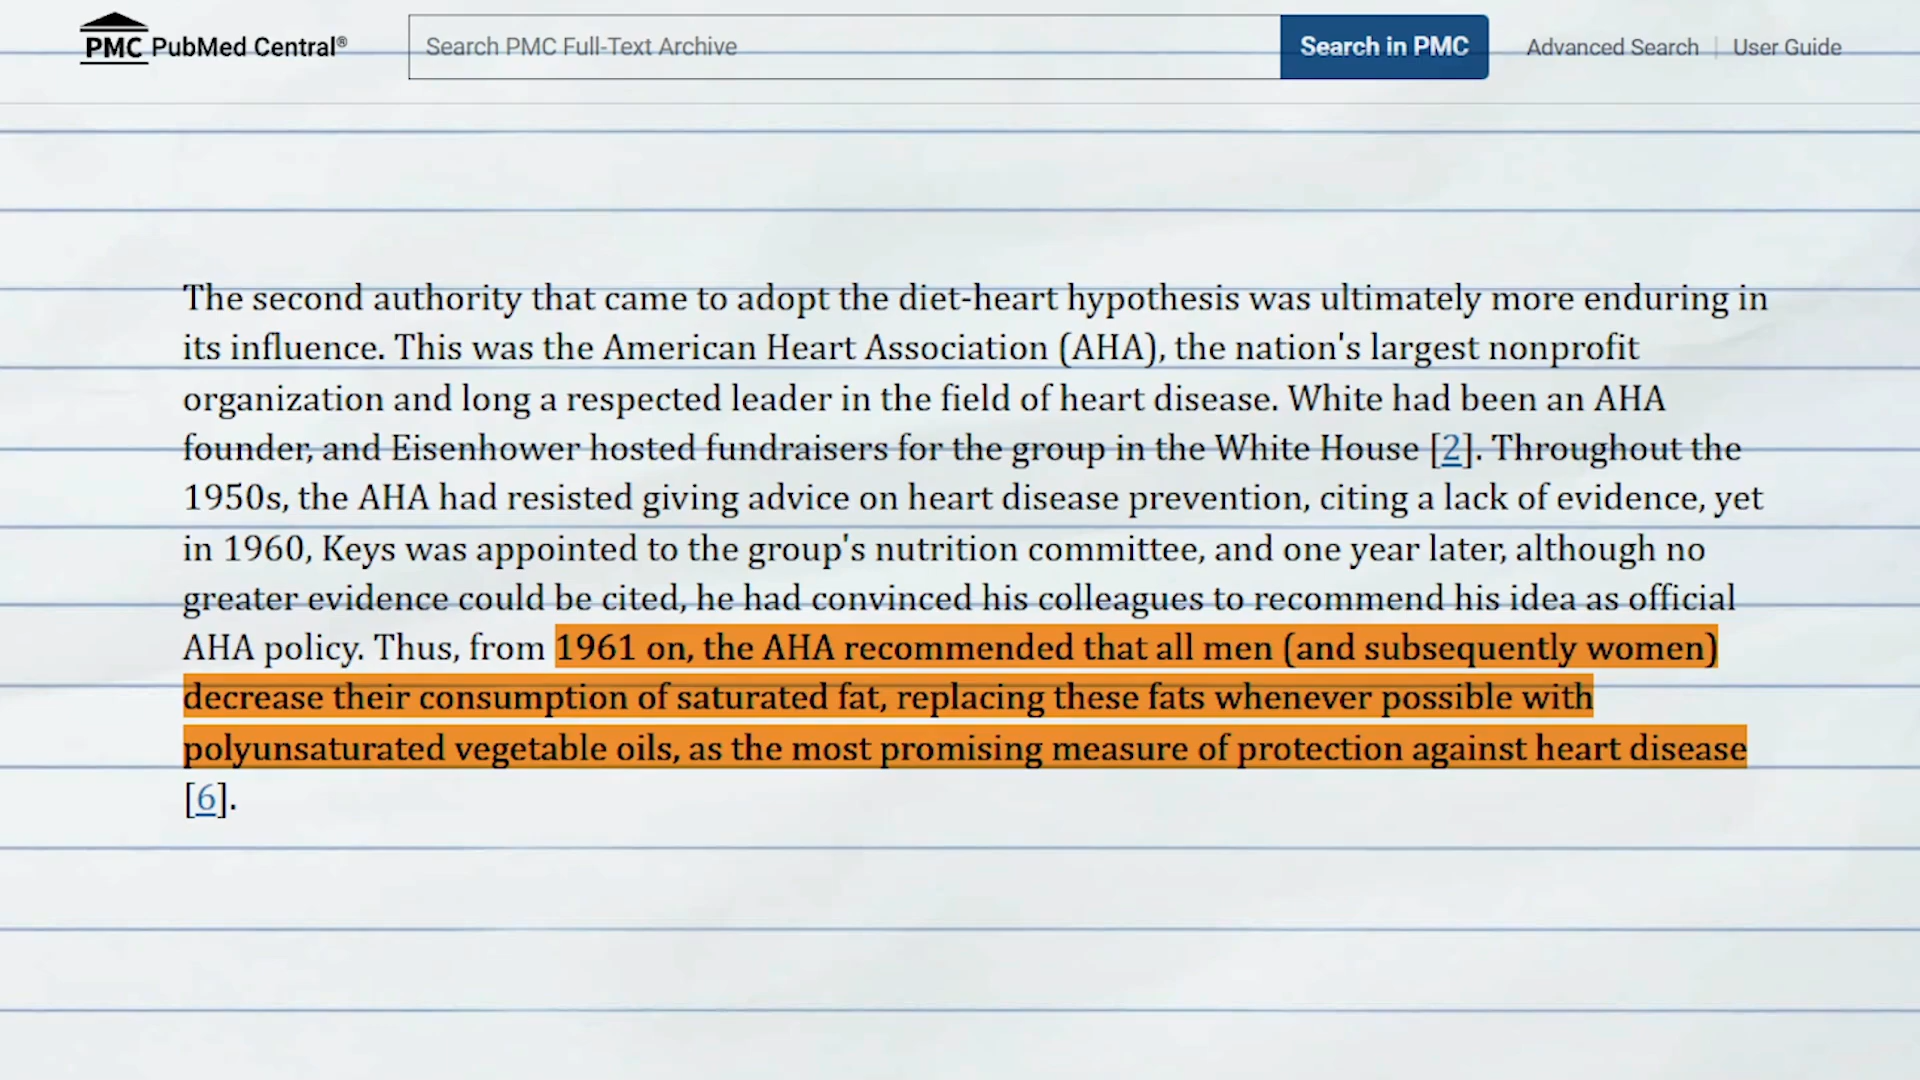 PMC PubMed Central®
Search PMC Full-Text Archive
Search in PMC
Advanced Search
User Guide
The second authority that came to adopt the diet-heart hypothesis was ultimately more enduring in
its influence. This was the American Heart Association (AHA), the nation's largest nonprofit
organization and long a respected leader in the field of heart disease. White had been an AHA
founder, and Eisenhower hosted fundraisers for the group in the White House [2]. Throughout the
1950s, the AHA had resisted giving advice on heart disease prevention, citing a lack of evidence, yet
in 1960, Keys was appointed to the group's nutrition committee, and one year later, although no
greater evidence could be cited, he had convinced his colleagues to recommend his idea as official
AHA policy. Thus, from 1961 on, the AHA recommended that all men (and subsequently women)
decrease their consumption of saturated fat, replacing these fats whenever possible with
polyunsaturated vegetable oils, as the most promising measure of protection against heart disease
[6].